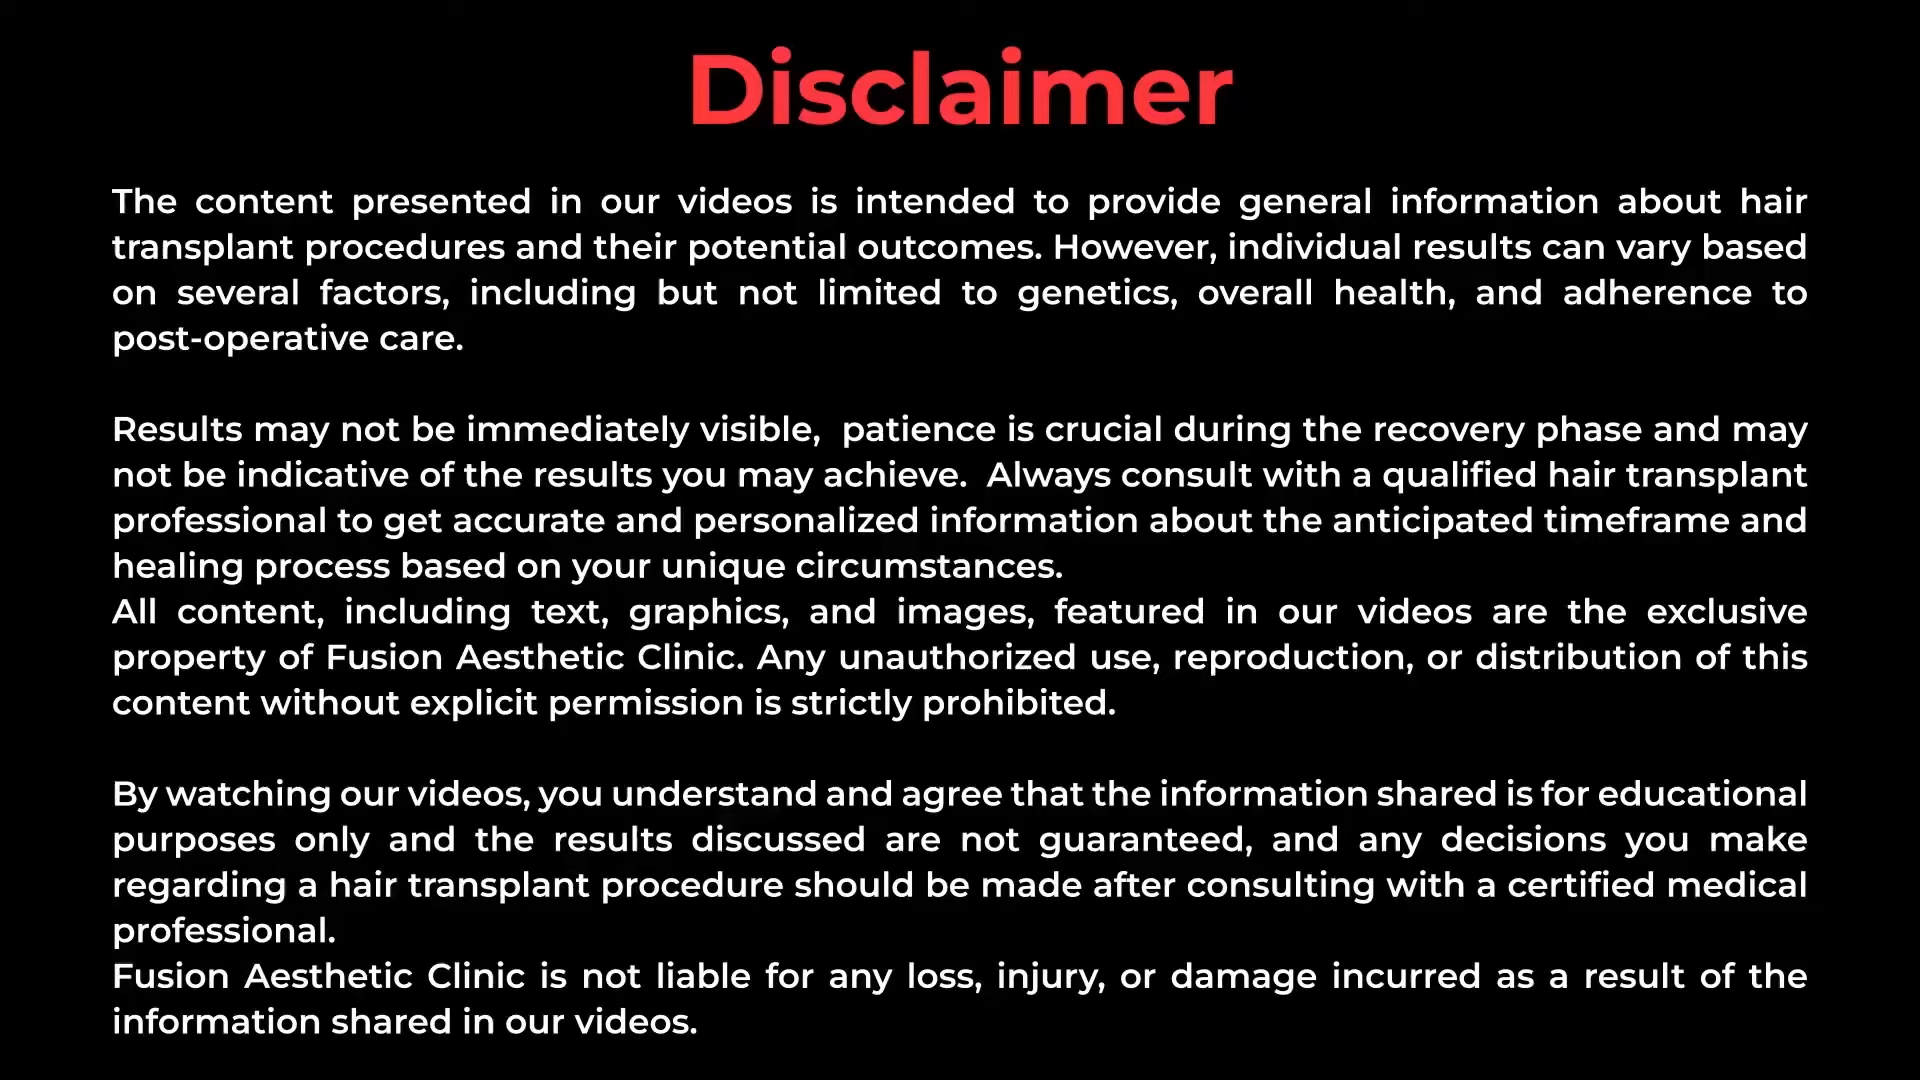 Disclaimer
The content presented in our videos is intended to provide general information about hair
transplant procedures and their potential outcomes. However, individual results can vary based
on several factors, including but not limited to genetics, overall health, and adherence to
post-operative care.
Results may not be immediately visible,  patience is crucial during the recovery phase and may
not be indicative of the results you may achieve.  Always consult with a qualified hair transplant
professional to get accurate and personalized information about the anticipated timeframe and
healing process based on your unique circumstances.
All content, including text, graphics, and images, featured in our videos are the exclusive
property of Fusion Aesthetic Clinic. Any unauthorized use, reproduction, or distribution of this
content without explicit permission is strictly prohibited.
By watching our videos, you understand and agree that the information shared is for educational
purposes only and the results discussed are not guaranteed, and any decisions you make
regarding a hair transplant procedure should be made after consulting with a certified medical
professional.
Fusion Aesthetic Clinic is not liable for any loss, injury, or damage incurred as a result of the
information shared in our videos.